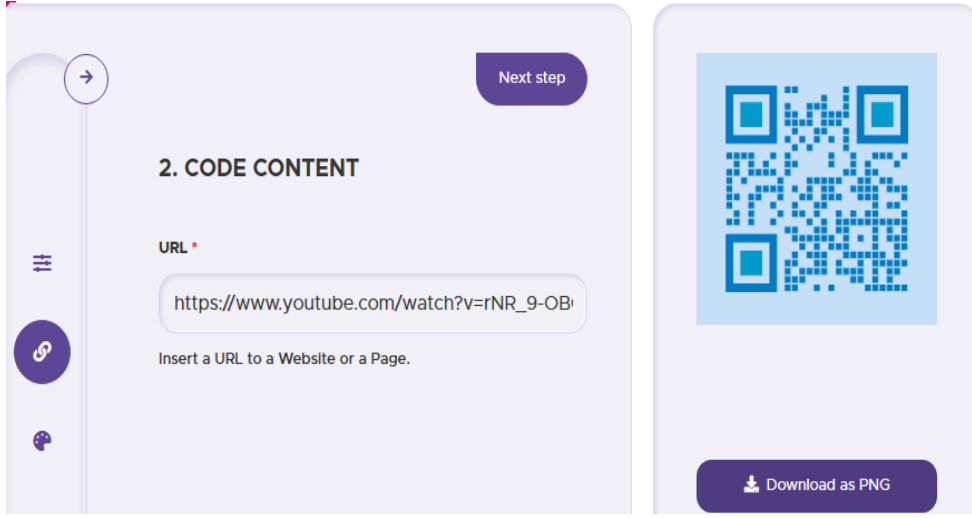 Next step
2. CODE CONTENT
URL *
https://www.youtube.com/watch?v=rNR_9-OB
Insert a URL to a Website or a Page.
Download as PNG